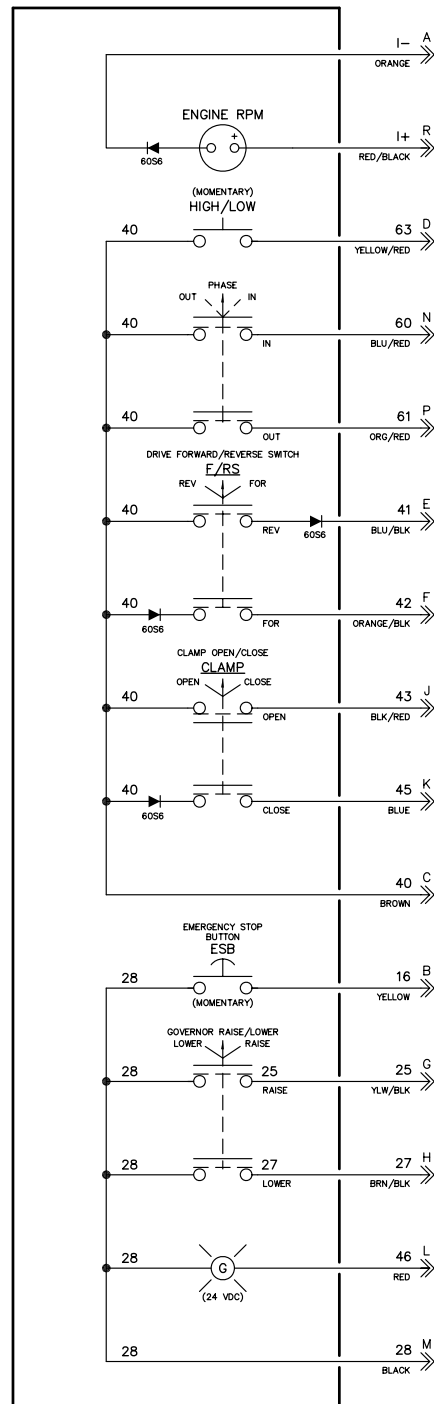 I- A
ORANGE
ENGINE RPM
+
I+ R
60S6
RED/BLACK
(MOMENTARY)
HIGH/LOW
40 63 D
YELLOW/RED
PHASE
OUT IN
40 60 N
IN BLU/RED
40 61 P
OUT ORG/RED
DRIVE FORWARD/REVERSE SWITCH
F/RS
REV FOR
40 41 E
REV 60S6 BLU/BLK
40 42 F
60S6 FOR ORANGE/BLK
CLAMP OPEN/CLOSE
CLAMP
OPEN CLOSE
40 43 J
OPEN BLK/RED
40 45 K
60S6 CLOSE BLUE
40 C
BROWN
EMERGENCY STOP
BUTTON
ESB
28 16 B
(MOMENTARY) YELLOW
GOVERNOR RAISE/LOWER
LOWER RAISE
28 25 25 G
RAISE YLW/BLK
28 27 27 H
LOWER BRN/BLK
28 G 46 L
RED
(24 VDC)
28 28 M
BLACK